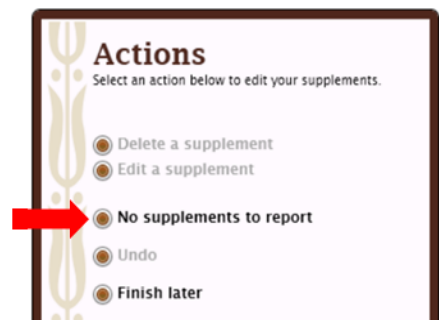 Actions
Select an action below to edit your supplements.
Delete a supplement
Edit a supplement
No supplements to report
Undo
Finish later